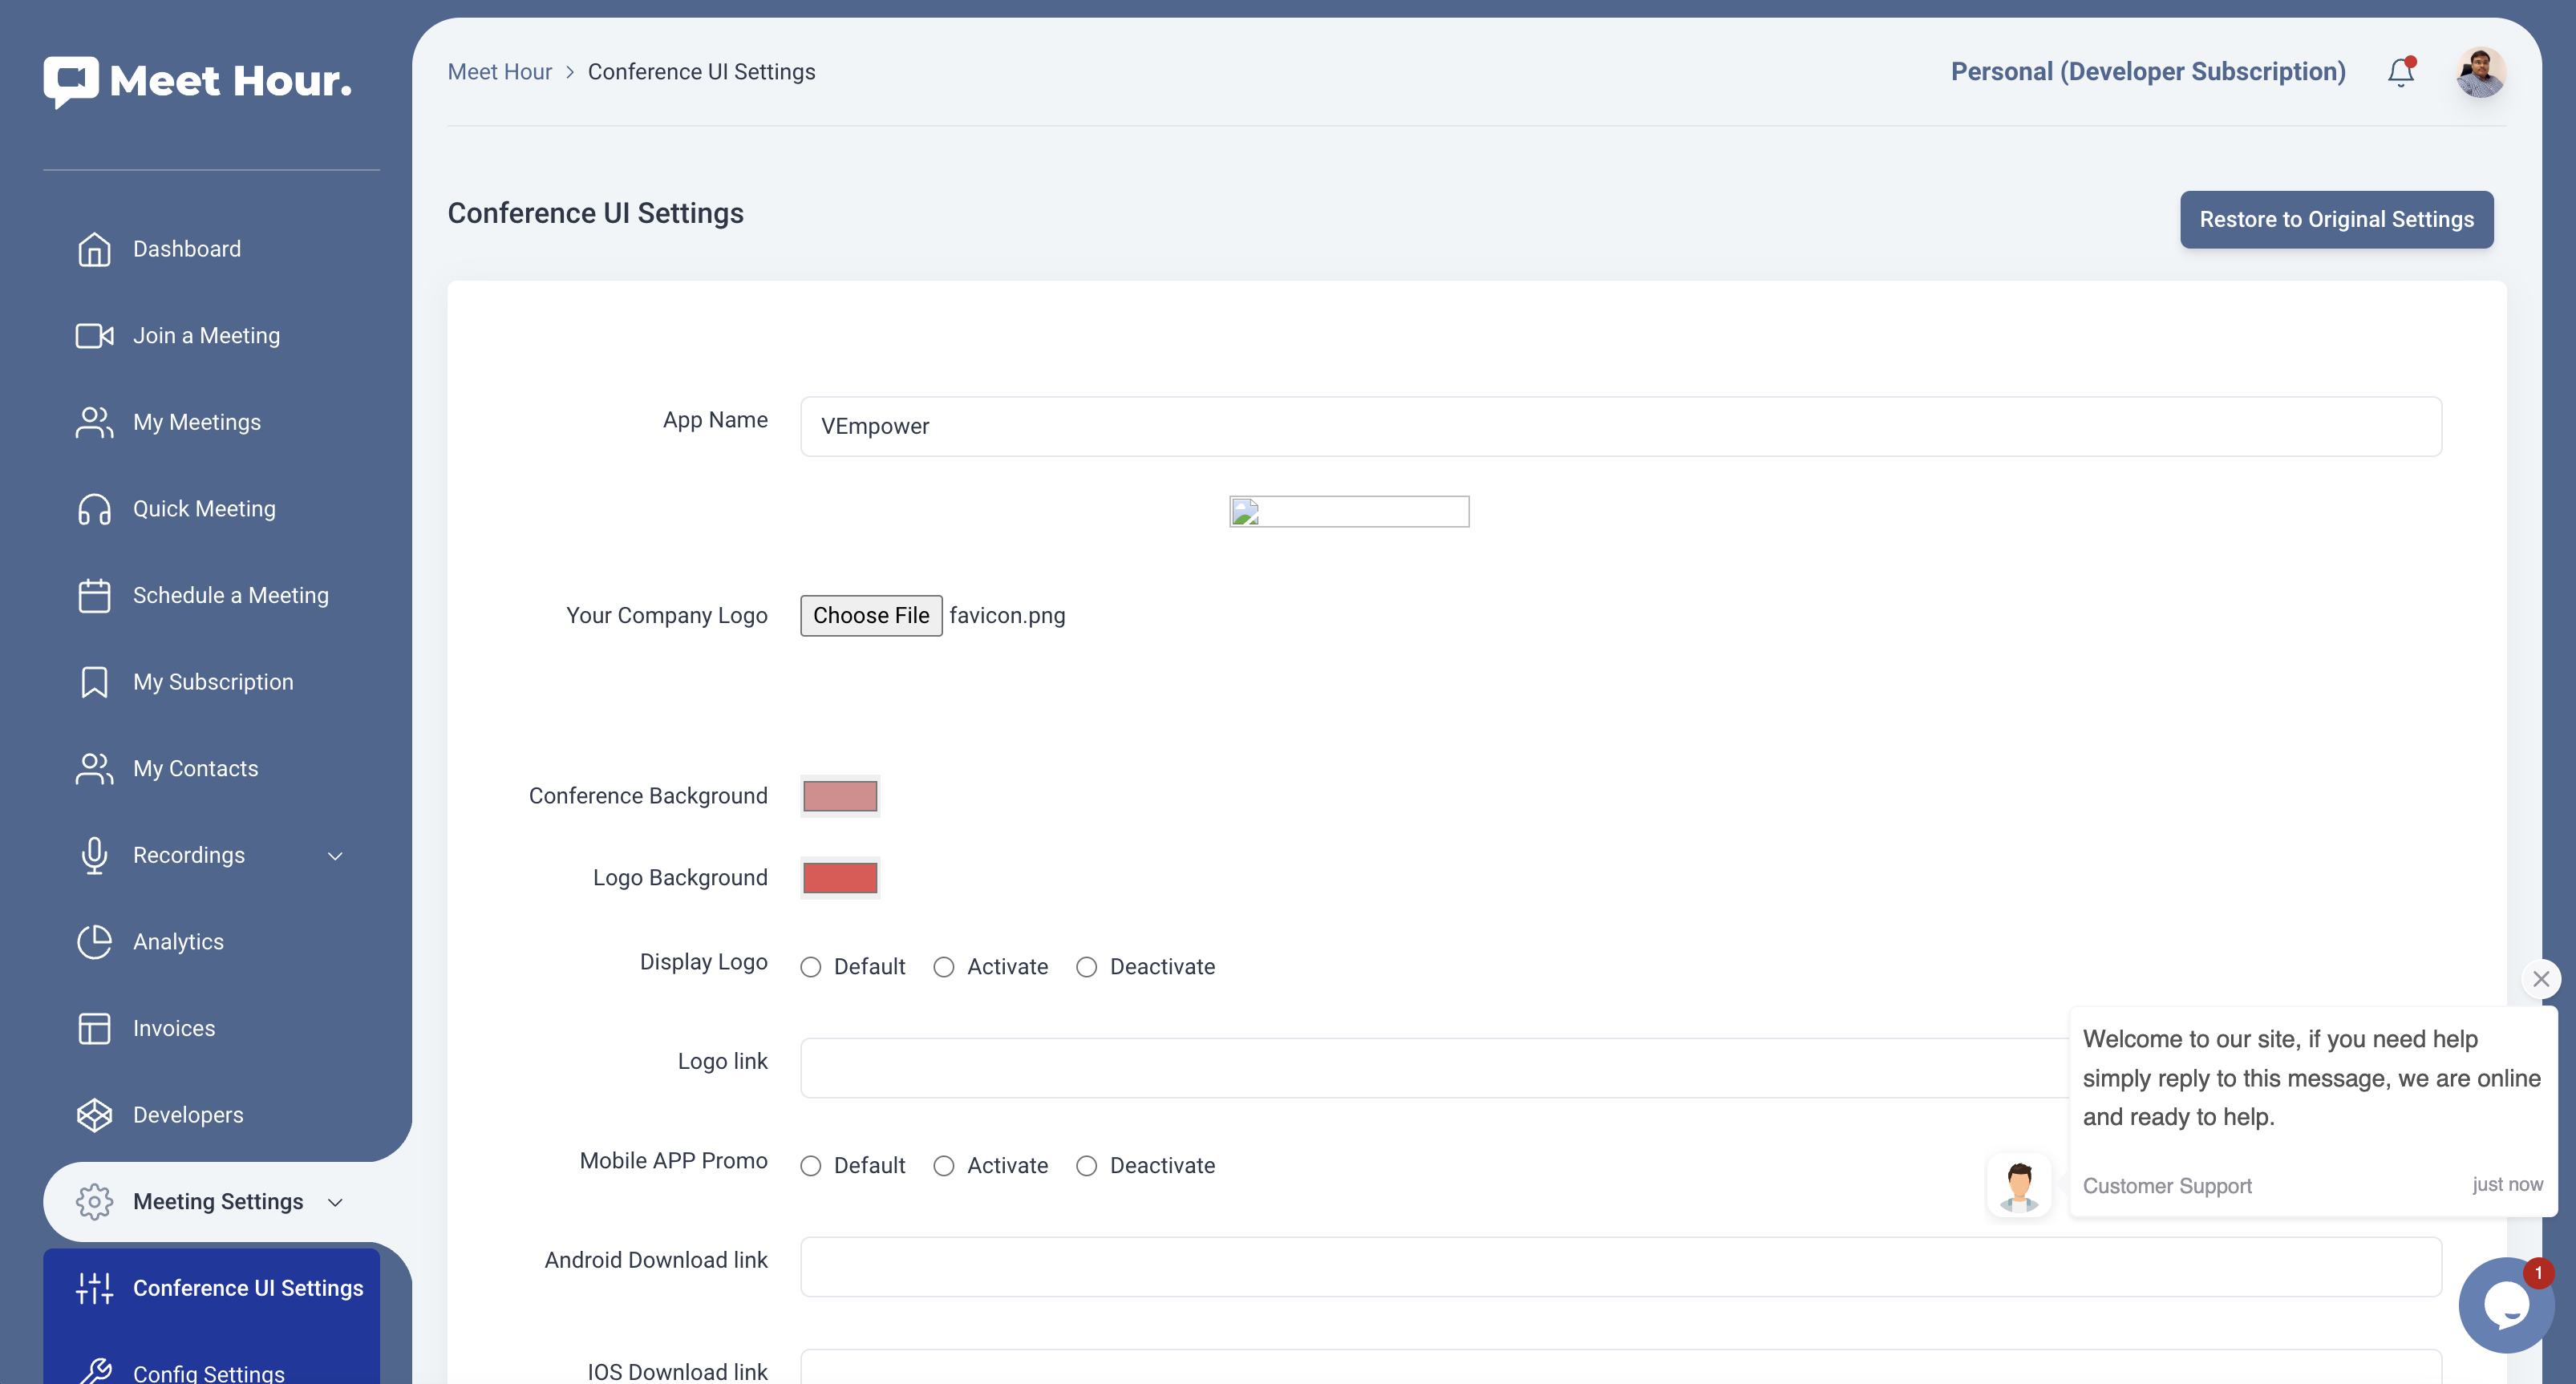 Meet Hour.
Dashboard
Join a Meeting
My Meetings
Quick Meeting
Schedule a Meeting
My Subscription
My Contacts
Recordings
Analytics
Invoices
Developers
Meeting Settings
Conference UI Settings
Config Settings
Meet Hour > Conference UI Settings
Personal (Developer Subscription)
Conference UI Settings
Restore to Original Settings
App Name VEmpower
Your Company Logo Choose File favicon.png
Conference Background
Logo Background
Display Logo Default Activate Deactivate
Logo link
Mobile APP Promo Default Activate Deactivate
Android Download link
IOS Download link
Welcome to our site, if you need help
simply reply to this message, we are online
and ready to help.
Customer Support just now
1